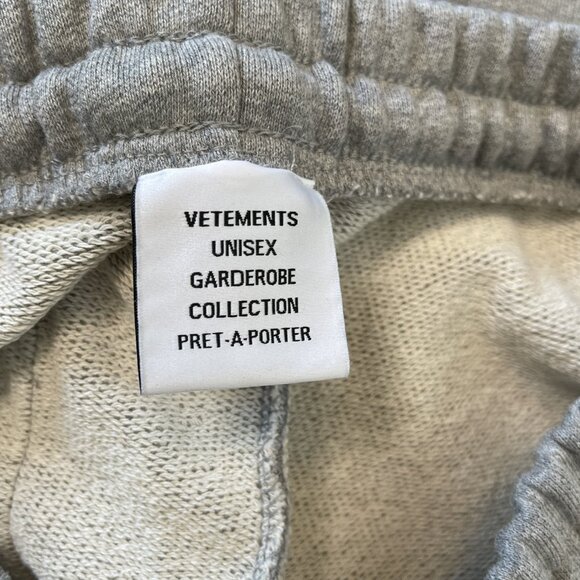 VETEMENTS
UNISEX
GARDEROBE
COLLECTION
PRET-A-PORTER